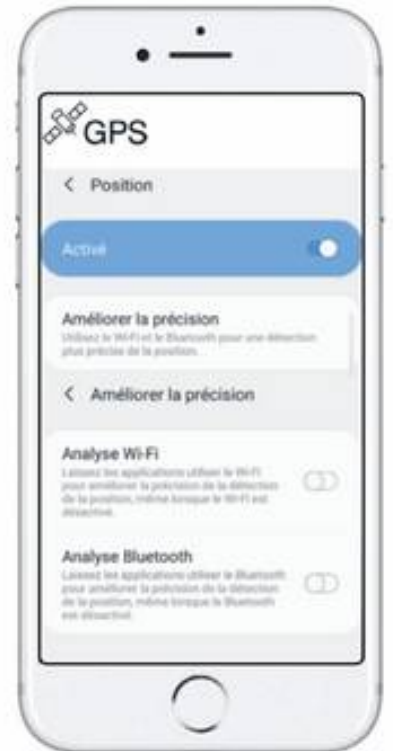 GPS
< Position
Activé
Améliorer la précision
Utilisez le Wi-Fi et le Bluetooth pour une détection
plus précise de la position.
< Améliorer la précision
Analyse Wi-Fi
Laissez les applications utiliser le Wi-Fi
pour améliorer la précision de la détection
de la position, même lorsque le Wi-Fi est
désactivé.
Analyse Bluetooth
Laissez les applications utiliser le Bluetooth
pour améliorer la précision de la détection
de la position, même lorsque le Bluetooth
est désactivé.